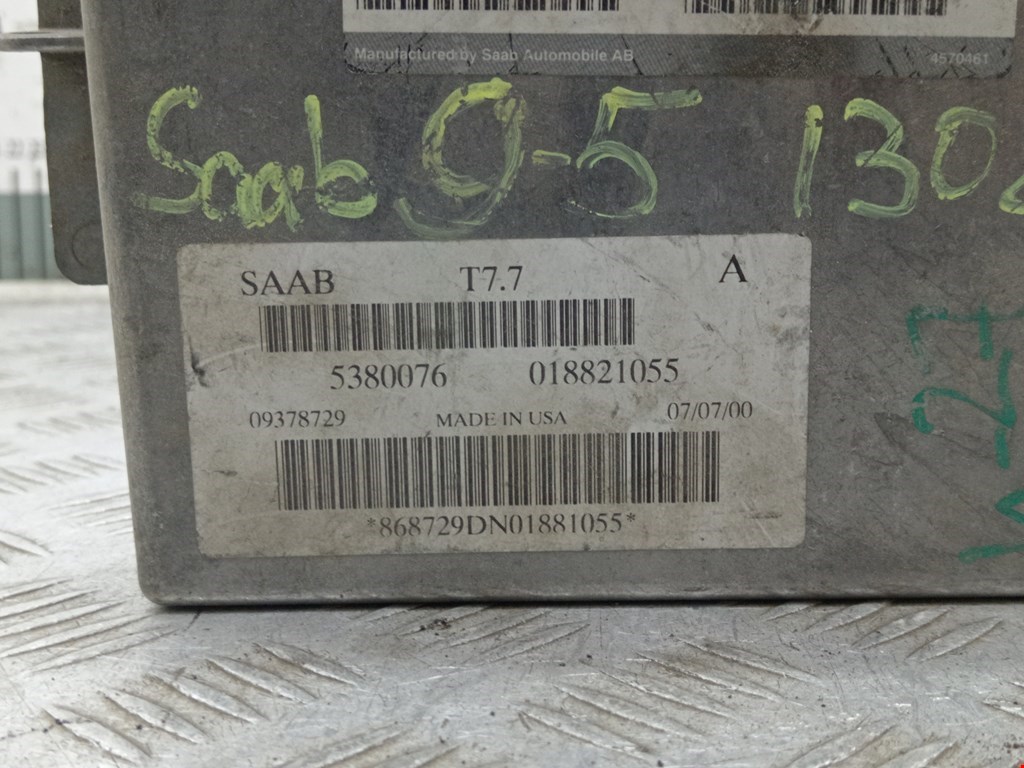 Manufactured by Saab Automobile AB 4570461
Saab 9-5 130
SAAB T7.7 A
5380076 018821055
09378729 MADE IN USA 07/07/00
*868729DN01881055*